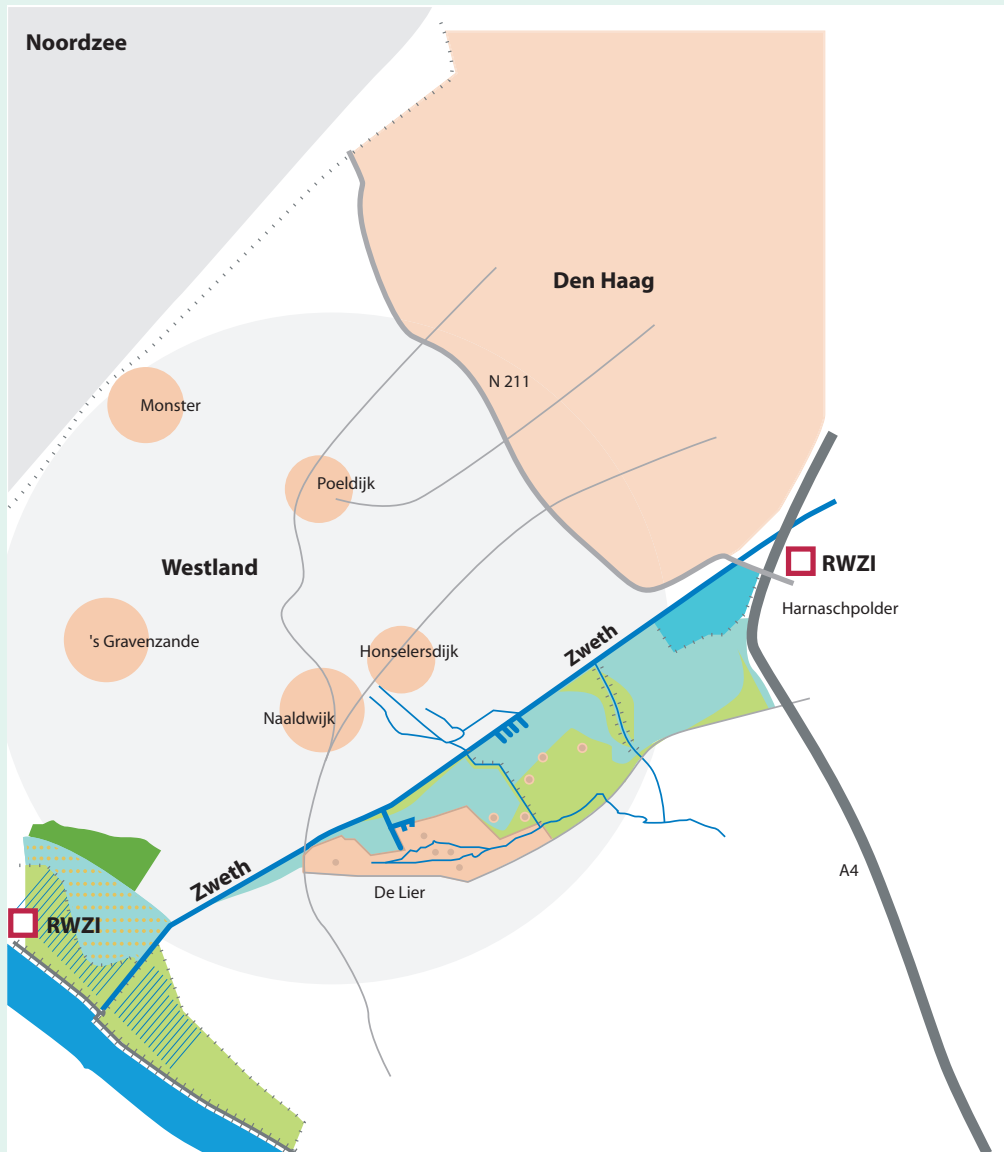 Noordzee
Den Haag
N 211
Monster
Poeldijk
Westland
RWZI
Harnaschpolder
's Gravenzande
Honselersdijk
Zweth
Naaldwijk
A4
Zweth
De Lier
RWZI